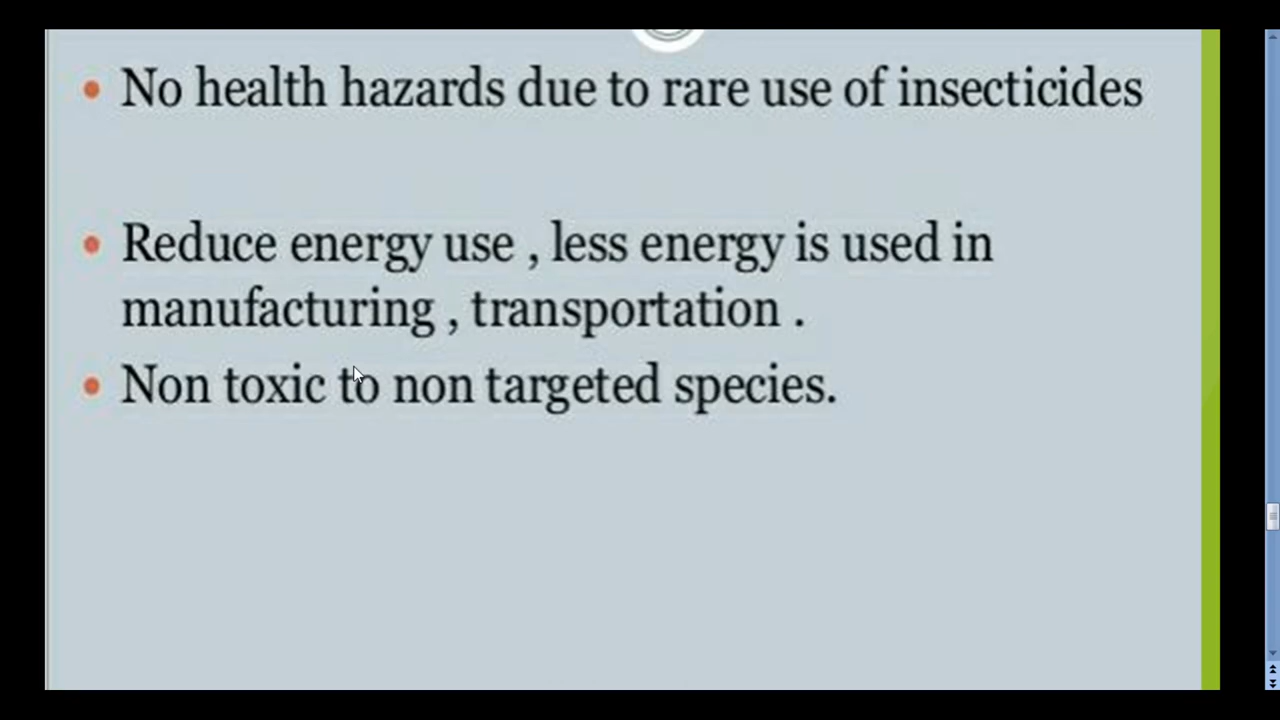 • No health hazards due to rare use of insecticides
• Reduce energy use , less energy is used in
manufacturing , transportation .
• Non toxic to non targeted species.